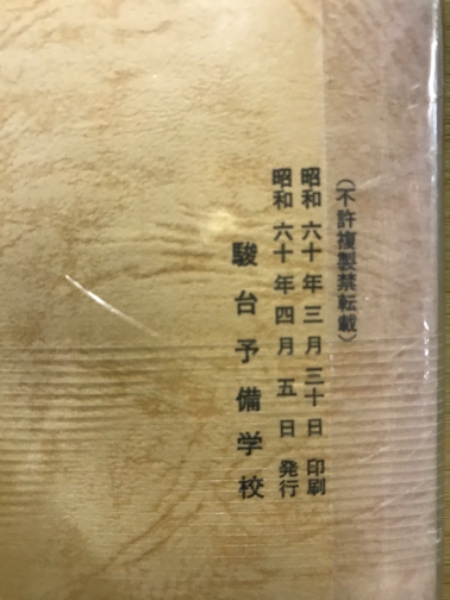 (不許複製禁転載)
昭和六十年三月三十日 印刷
昭和六十年四月五日 発行
駿台予備学校